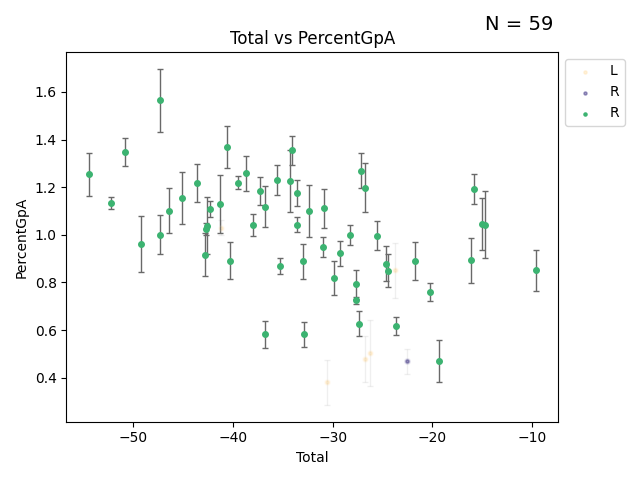 N = 59
Total vs PercentGpA
L
R
R
PercentGpA
1.6
1.4
1.2
1.0
0.8
0.6
0.4
−50
−40
−30
−20
−10
Total